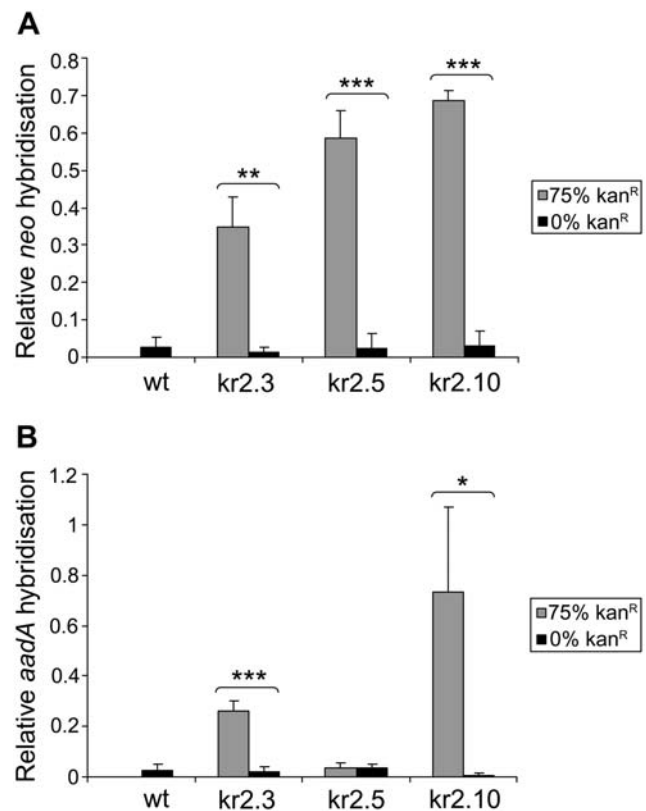 A
Relative neo hybridisation
0.8
0.7
0.6
0.5
0.4
0.3
0.2
0.1
0
**
***
***
wt
kr2.3
kr2.5
kr2.10
75% kanᴿ
0% kanᴿ
B
Relative aadA hybridisation
1.2
1
0.8
0.6
0.4
0.2
0
***
*
wt
kr2.3
kr2.5
kr2.10
75% kanᴿ
0% kanᴿ